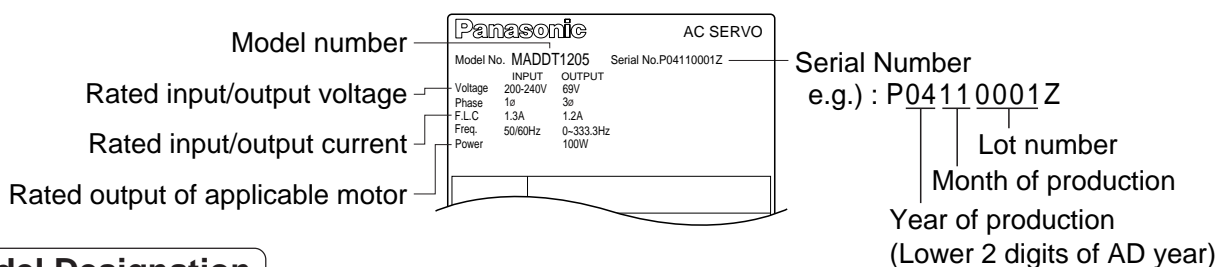 Model number
Rated input/output voltage
Rated input/output current
Rated output of applicable motor
Panasonic AC SERVO
Model No. MADDT1205 Serial No.P04110001Z
INPUT OUTPUT
Voltage 200-240V 69V
Phase 1ø 3ø
F.L.C 1.3A 1.2A
Freq. 50/60Hz 0~333.3Hz
Power 100W
Serial Number
e.g.) : P04110001Z
Lot number
Month of production
Year of production
(Lower 2 digits of AD year)
del Designation